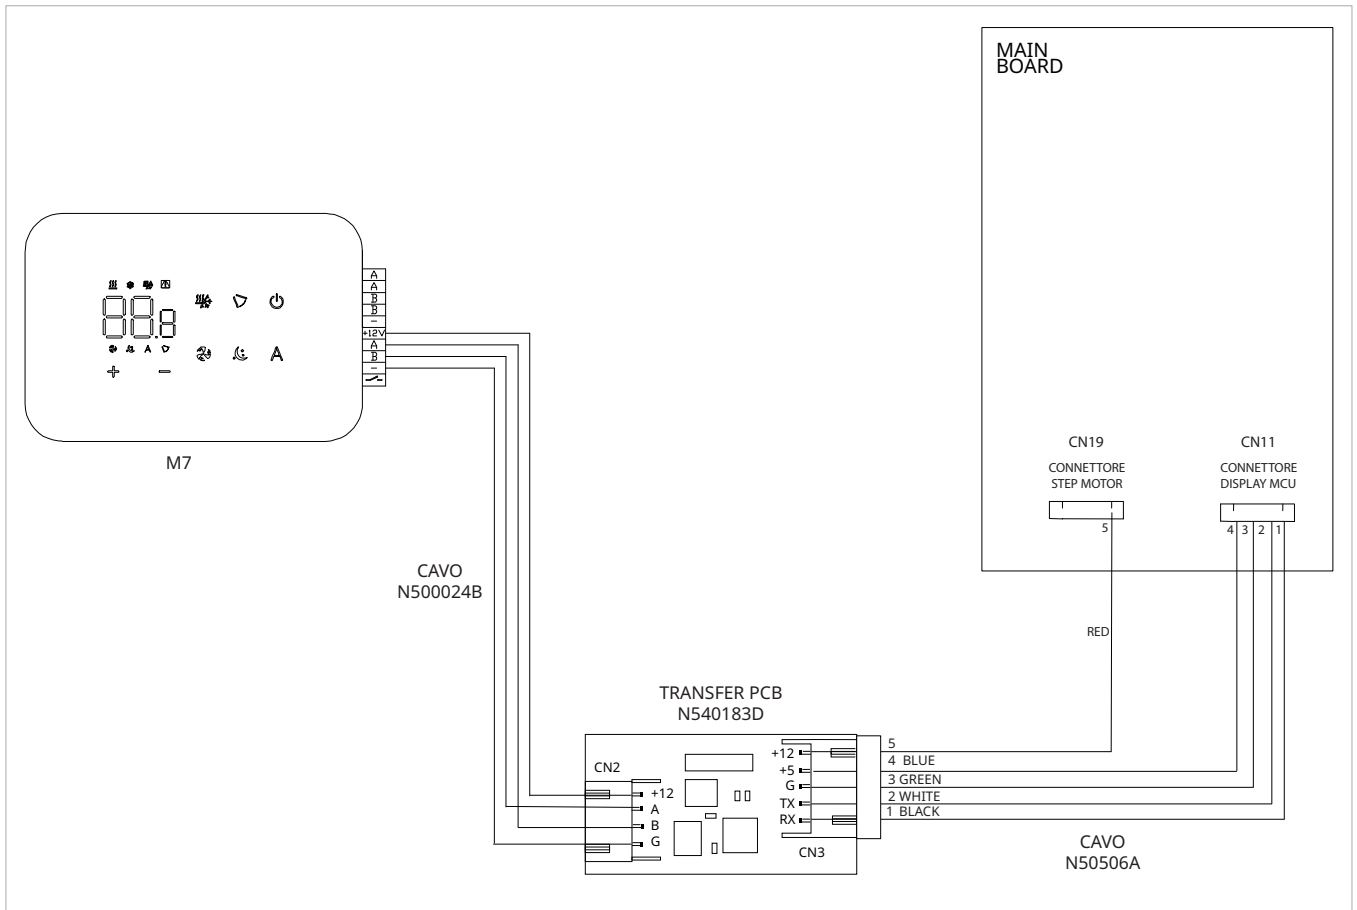 MAIN
BOARD
A
A
B
B
–
+12V
A
B
–
88.8
A
A
+
–
M7
CN19
CONNETTORE
STEP MOTOR
5
CN11
CONNETTORE
DISPLAY MCU
4 3 2 1
CAVO
N500024B
RED
TRANSFER PCB
N540183D
CN2
+12
A
B
G
+12
+5
G
TX
RX
CN3
5
4 BLUE
3 GREEN
2 WHITE
1 BLACK
CAVO
N50506A